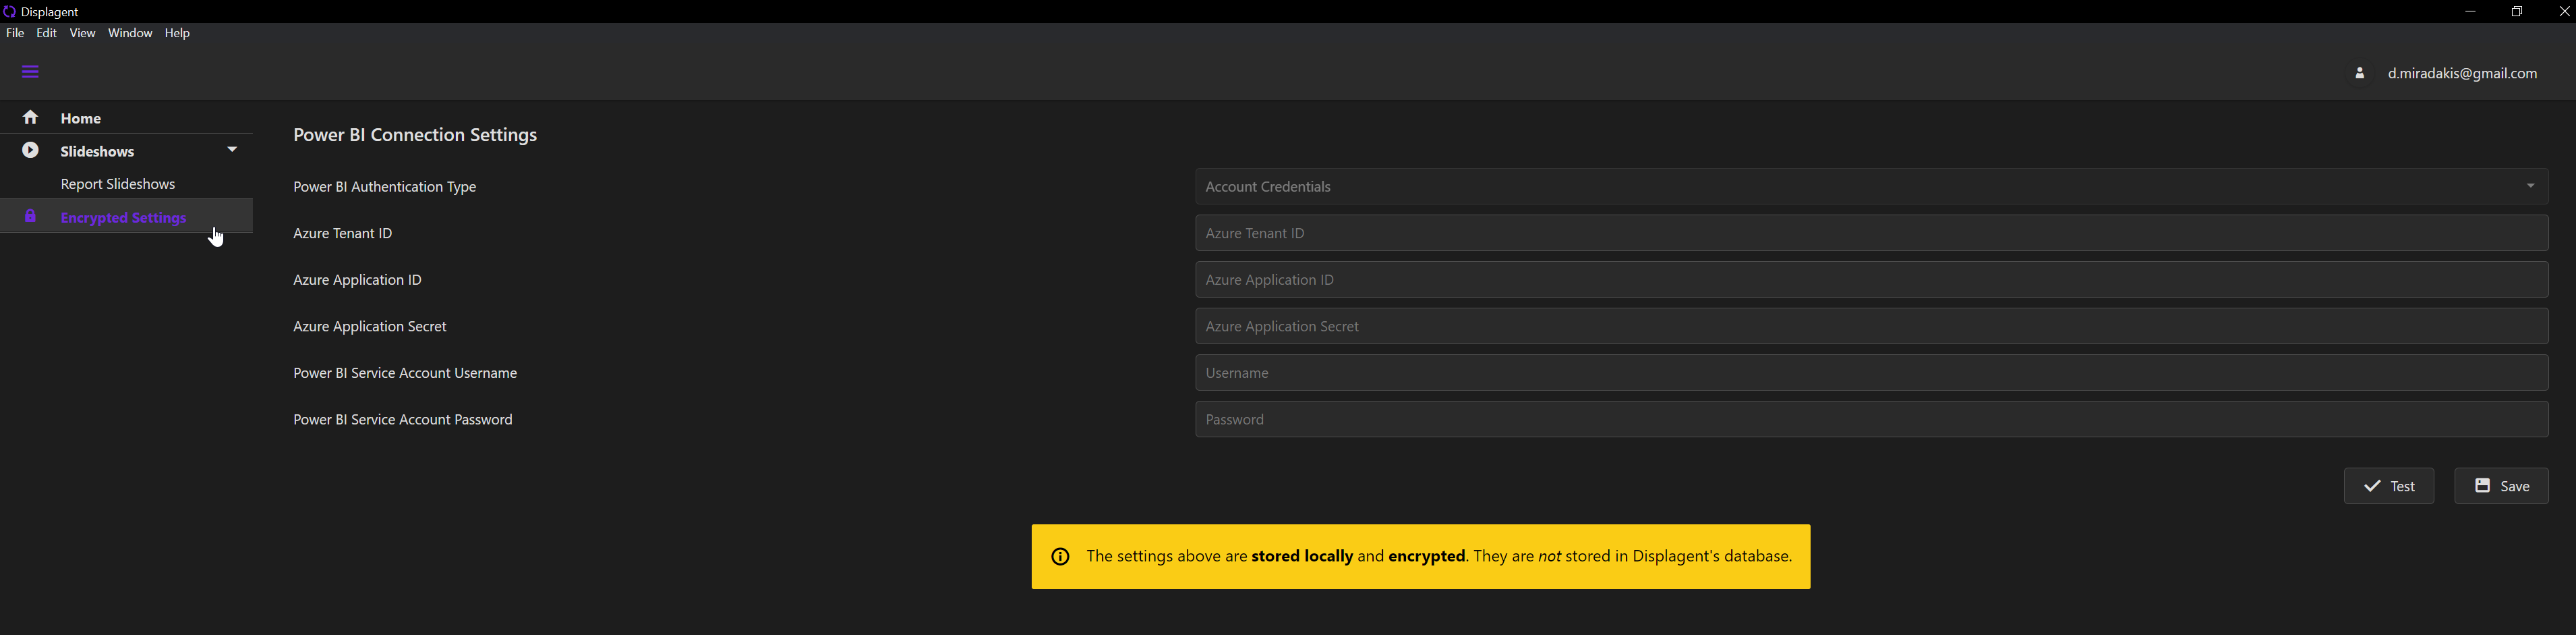 Displagent
File Edit View Window Help
d.miradakis@gmail.com
Home
Slideshows
Report Slideshows
Encrypted Settings
Power BI Connection Settings
Power BI Authentication Type Account Credentials
Azure Tenant ID Azure Tenant ID
Azure Application ID Azure Application ID
Azure Application Secret Azure Application Secret
Power BI Service Account Username Username
Power BI Service Account Password Password
Test Save
The settings above are stored locally and encrypted. They are not stored in Displagent's database.